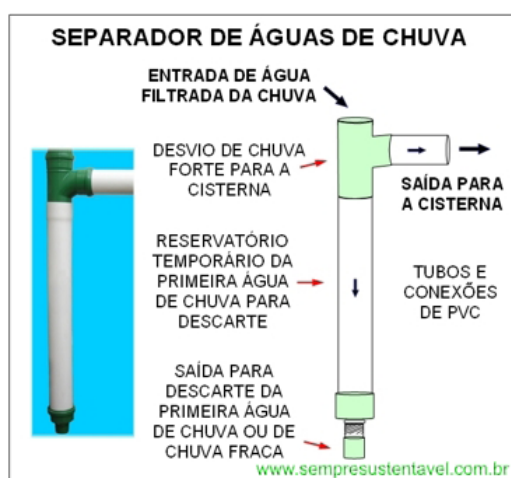 SEPARADOR DE ÁGUAS DE CHUVA
ENTRADA DE ÁGUA
FILTRADA DA CHUVA
DESVIO DE CHUVA
FORTE PARA A
CISTERNA
SAÍDA PARA
A CISTERNA
RESERVATÓRIO
TEMPORÁRIO DA
PRIMEIRA ÁGUA
DE CHUVA PARA
DESCARTE
TUBOS E
CONEXÕES
DE PVC
SAÍDA PARA
DESCARTE DA
PRIMEIRA ÁGUA
DE CHUVA OU DE
CHUVA FRACA
www.sempresustentavel.com.br